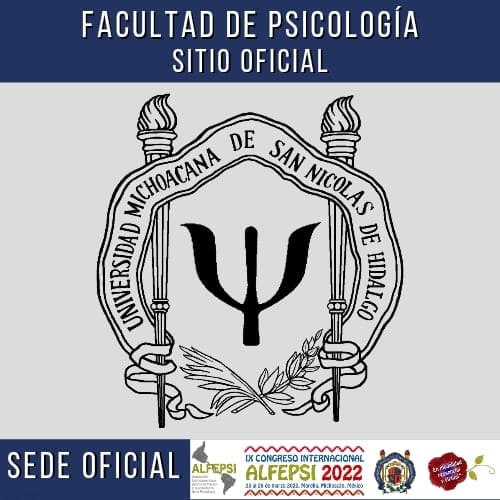 FACULTAD DE PSICOLOGÍA
SITIO OFICIAL
UNIVERSIDAD MICHOACANA DE SAN NICOLAS DE HIDALGO
SEDE OFICIAL
ALFEPSI
IX CONGRESO INTERNACIONAL
ALFEPSI 2022